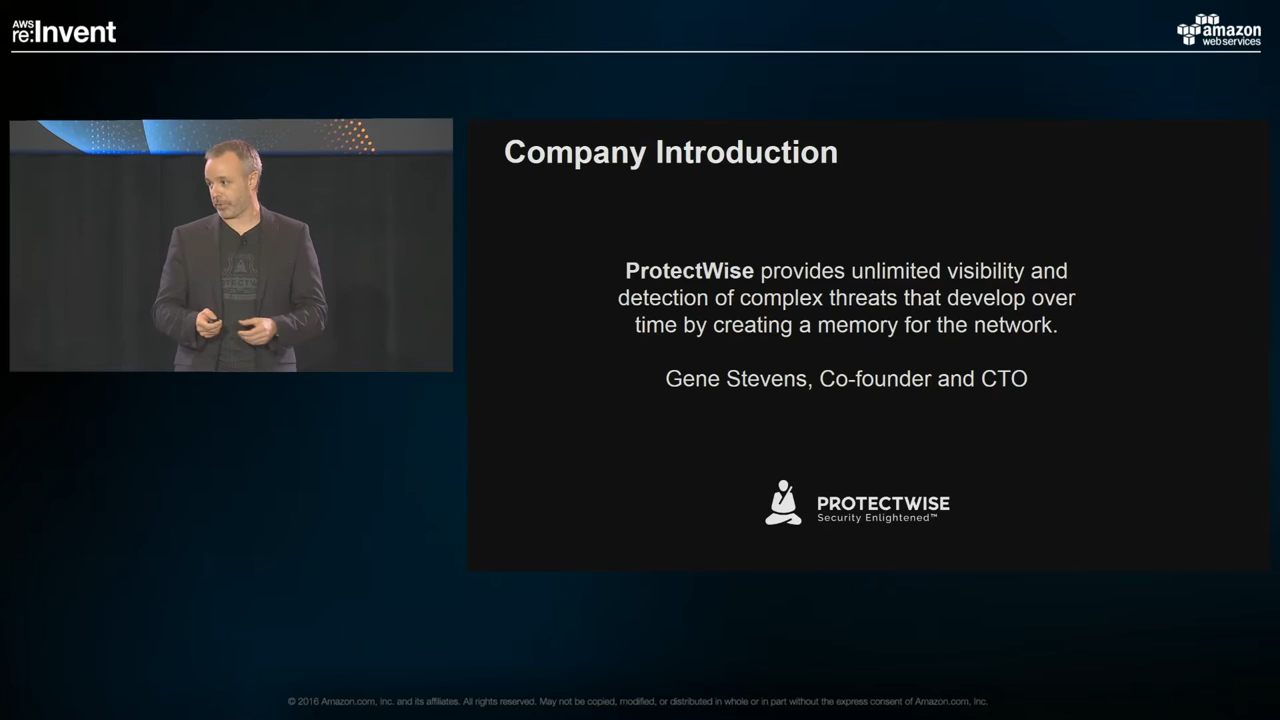 AWS
re:Invent
amazon
web services
Company Introduction
ProtectWise provides unlimited visibility and
detection of complex threats that develop over
time by creating a memory for the network.
Gene Stevens, Co-founder and CTO
PROTECTWISE
Security Enlightened™
© 2016 Amazon.com, Inc. and its affiliates. All rights reserved. May not be copied, modified, or distributed in whole or in part without the express consent of Amazon.com, Inc.